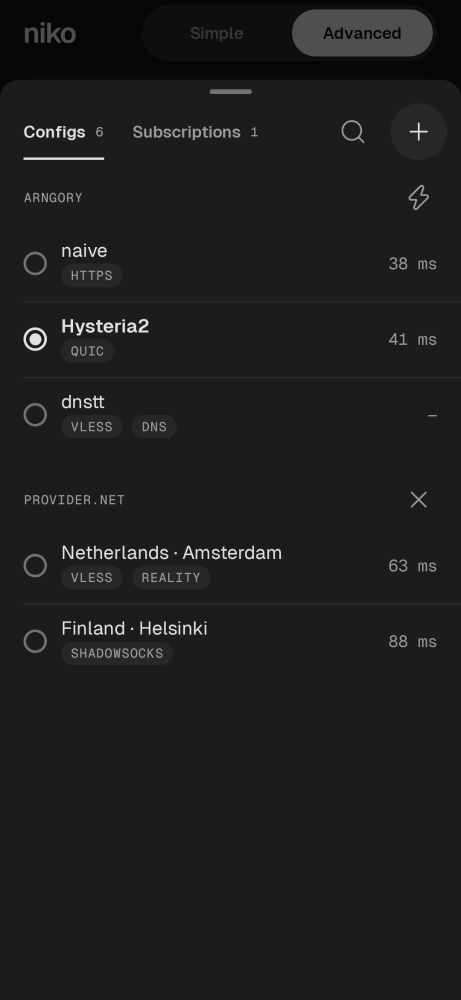 niko
Simple
Advanced
Configs 6
Subscriptions 1
ARNGORY
naive
HTTPS
38 ms
Hysteria2
QUIC
41 ms
dnstt
VLESS DNS
–
PROVIDER.NET
Netherlands · Amsterdam
VLESS REALITY
63 ms
Finland · Helsinki
SHADOWSOCKS
88 ms